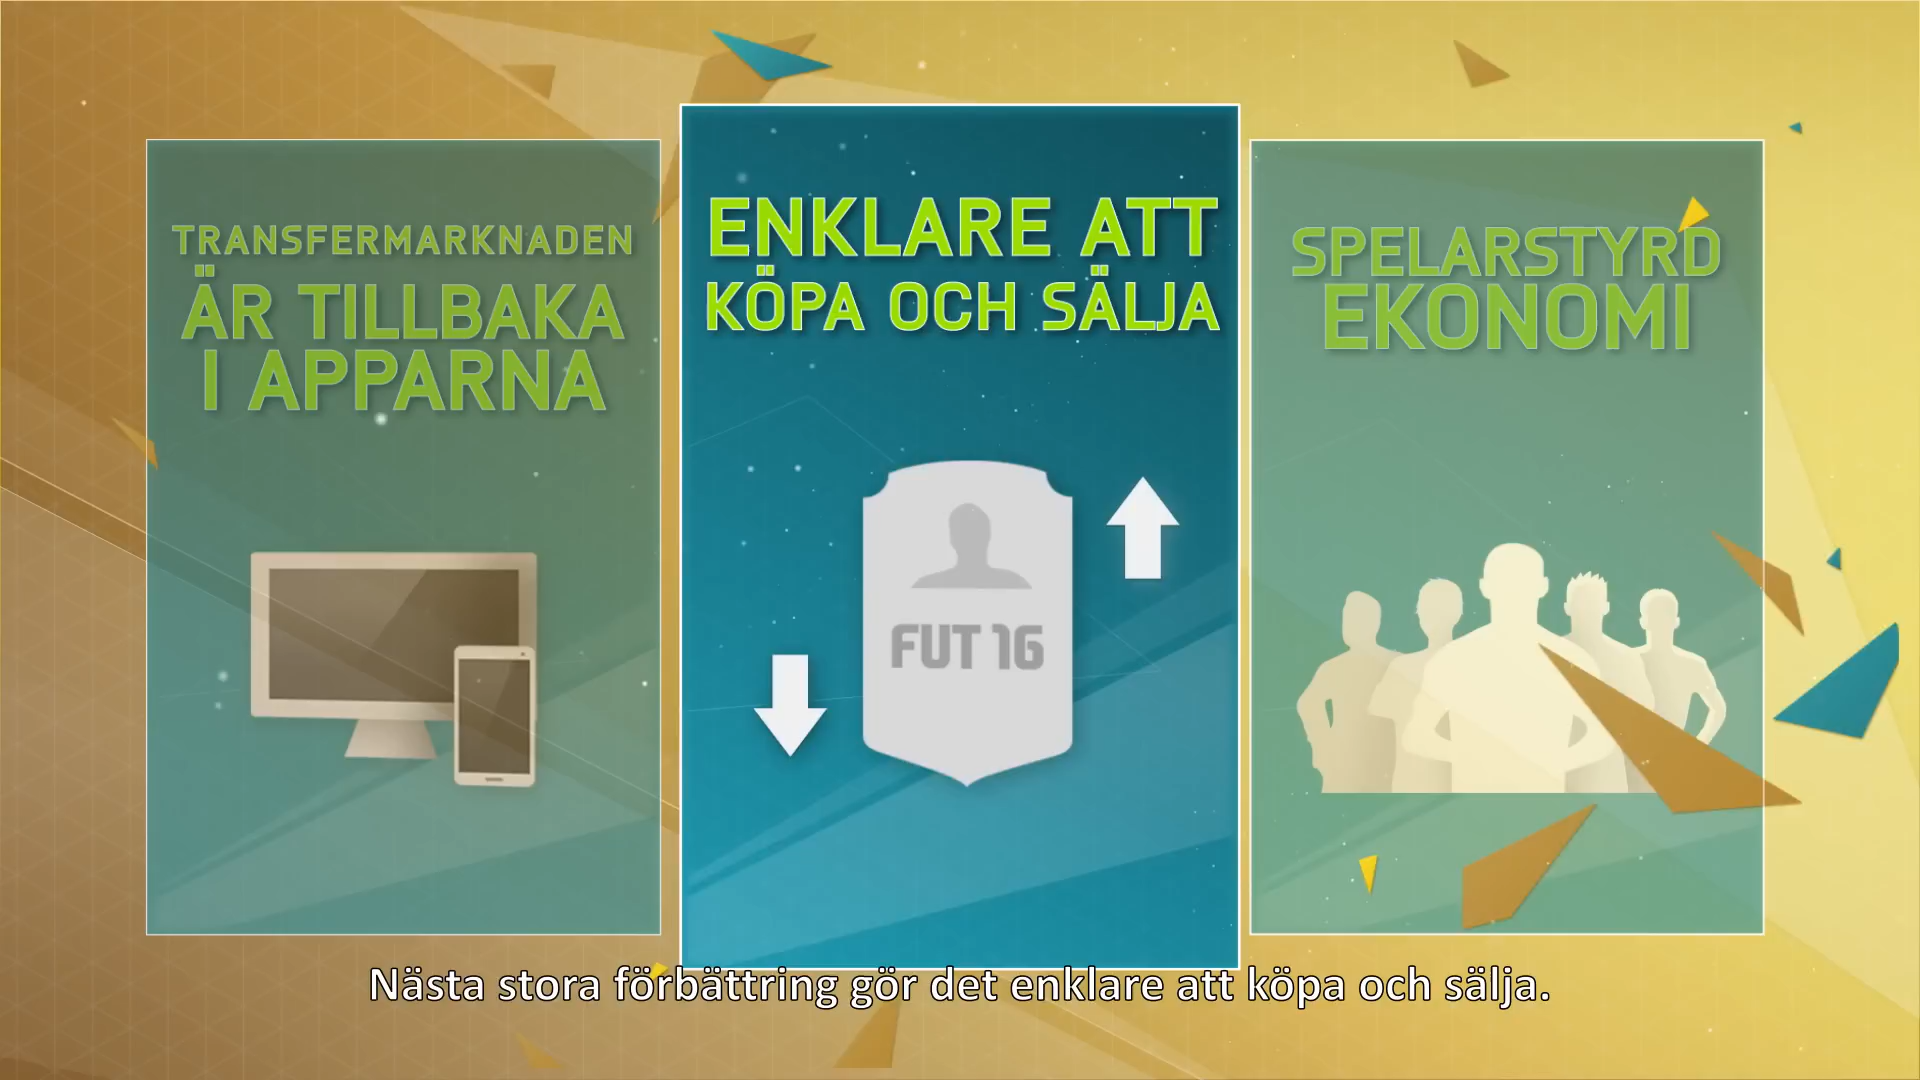 TRANSFERMARKNADEN
ÄR TILLBAKA
I APPARNA
ENKLARE ATT
KÖPA OCH SÄLJA
FUT 16
SPELARSTYRD
EKONOMI
Nästa stora förbättring gör det enklare att köpa och sälja.